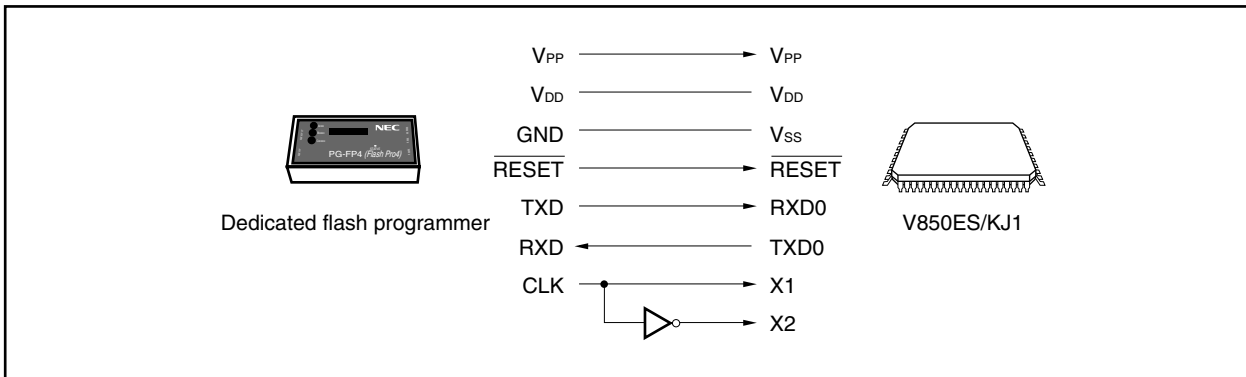 VPP VPP
VDD VDD
GND VSS
RESET RESET
TXD RXD0
RXD TXD0
CLK X1
X2
NEC
PG-FP4 (Flash Pro4)
Dedicated flash programmer
V850ES/KJ1